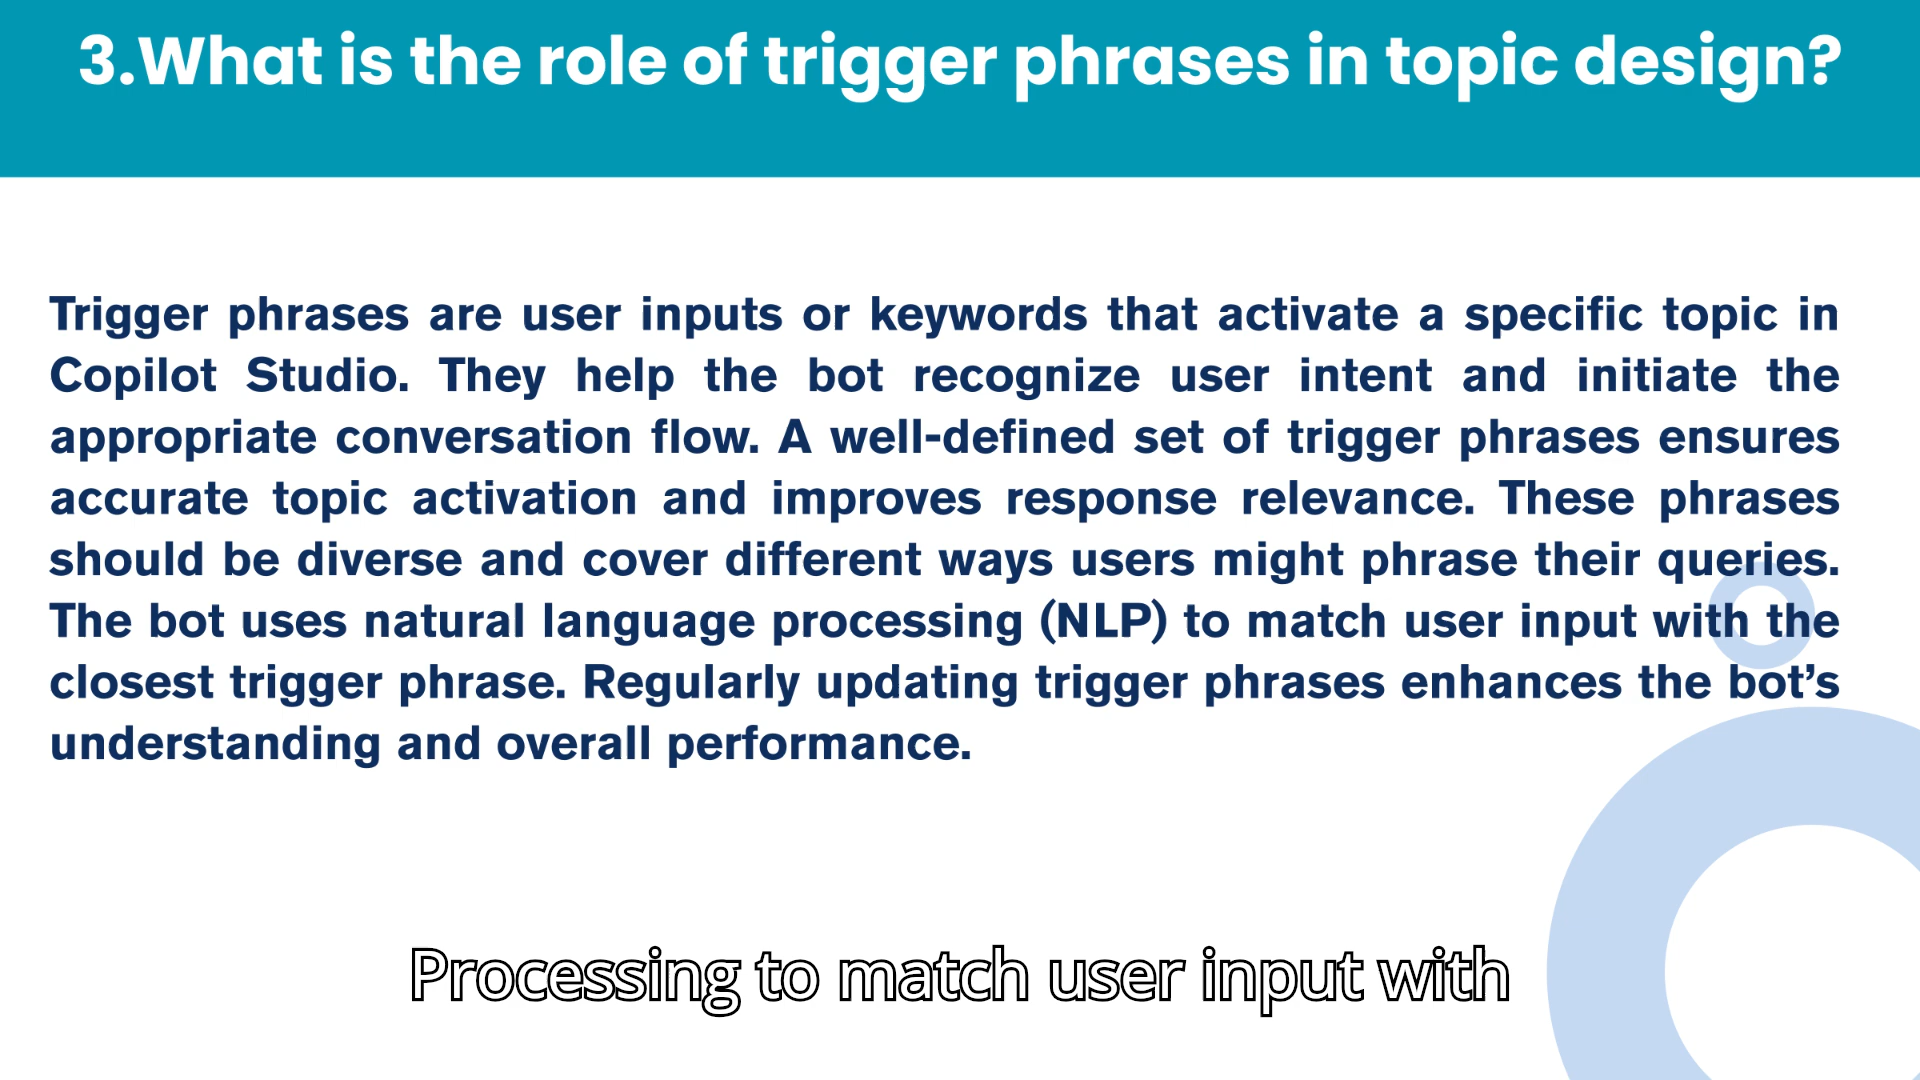 3.What is the role of trigger phrases in topic design?
Trigger phrases are user inputs or keywords that activate a specific topic in
Copilot Studio. They help the bot recognize user intent and initiate the
appropriate conversation flow. A well-defined set of trigger phrases ensures
accurate topic activation and improves response relevance. These phrases
should be diverse and cover different ways users might phrase their queries.
The bot uses natural language processing (NLP) to match user input with the
closest trigger phrase. Regularly updating trigger phrases enhances the bot’s
understanding and overall performance.
Processing to match user input with